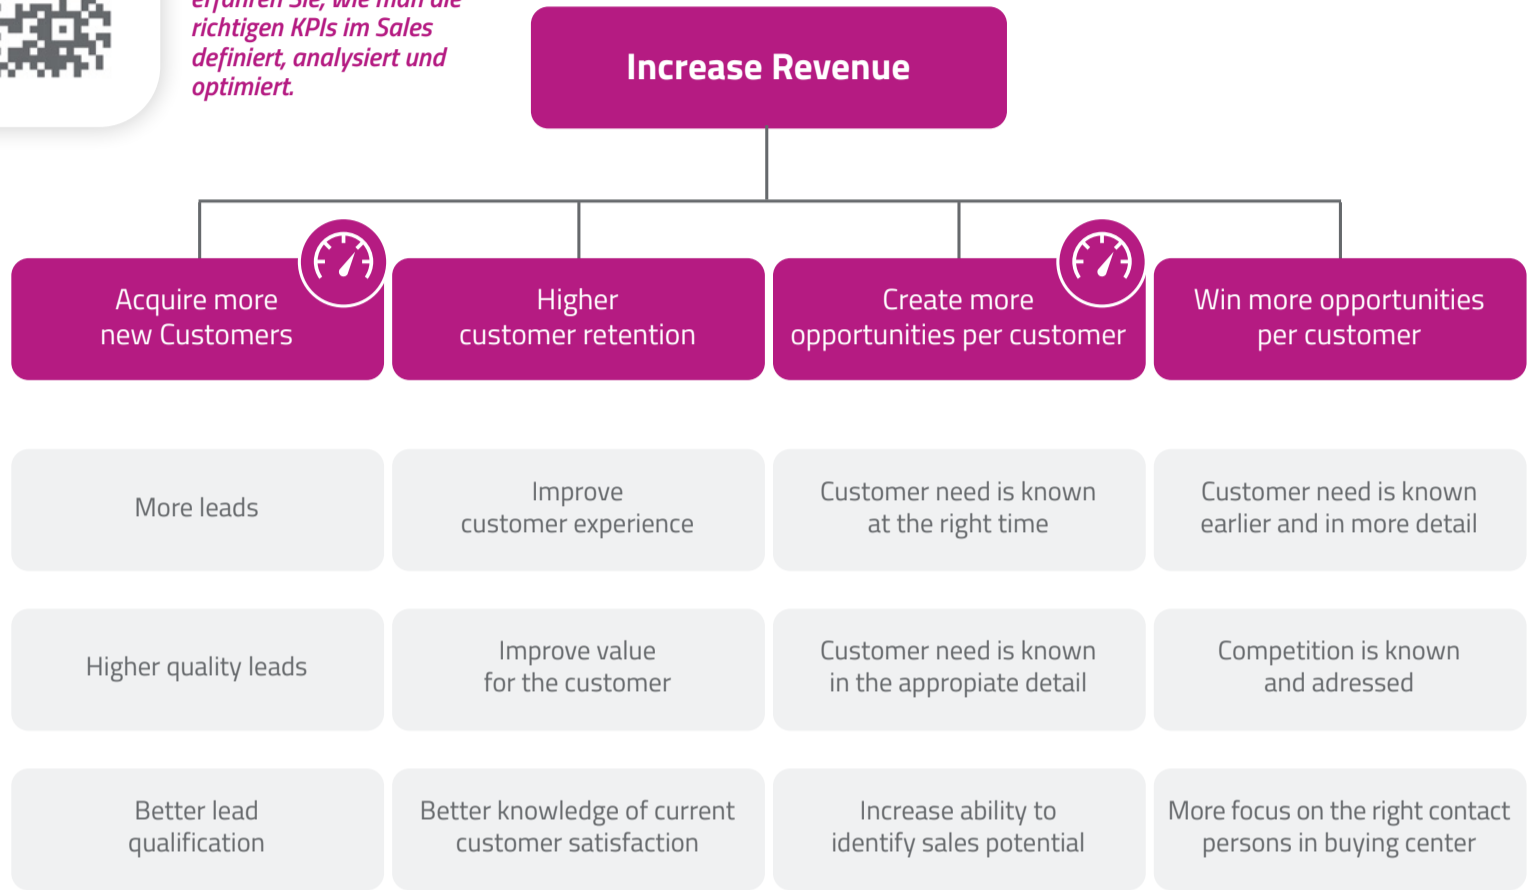 erfahren Sie, wie man die
richtigen KPIs im Sales
definiert, analysiert und
optimiert.
Increase Revenue
Acquire more
new Customers
Higher
customer retention
Create more
opportunities per customer
Win more opportunities
per customer
More leads
Improve
customer experience
Customer need is known
at the right time
Customer need is known
earlier and in more detail
Higher quality leads
Improve value
for the customer
Customer need is known
in the appropiate detail
Competition is known
and adressed
Better lead
qualification
Better knowledge of current
customer satisfaction
Increase ability to
identify sales potential
More focus on the right contact
persons in buying center